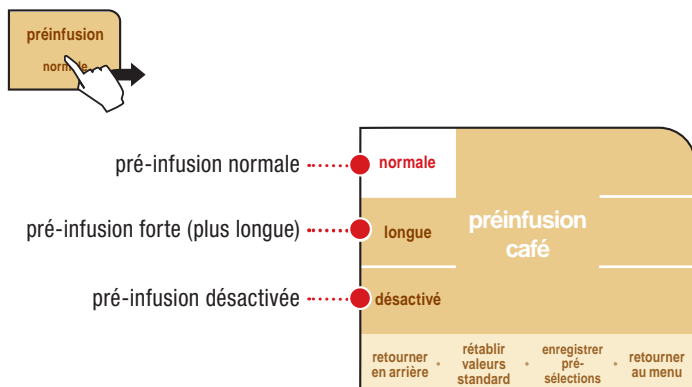 préinfusion
normale
pré-infusion normale
normale
pré-infusion forte (plus longue)
longue
préinfusion
café
pré-infusion désactivée
désactivé
retourner
en arrière
rétablir
valeurs
standard
enregistrer
pré-
sélections
retourner
au menu